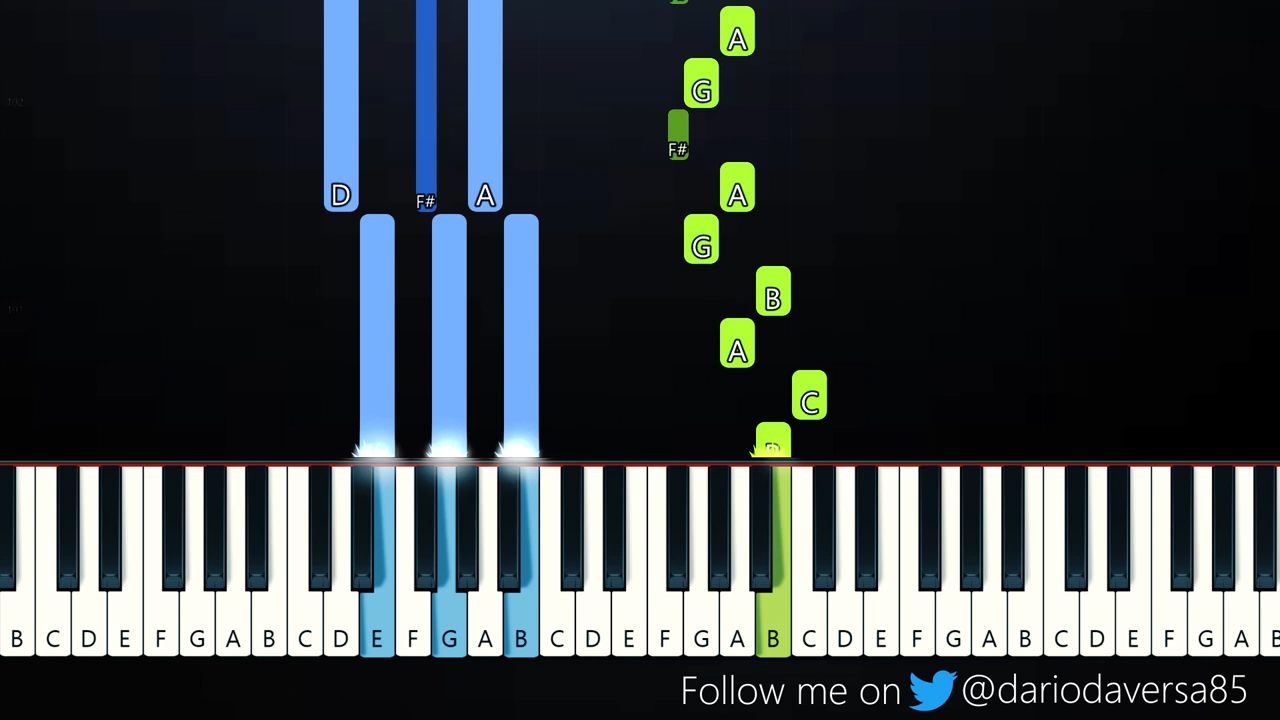 A
G
F#
D F# A A
G
B
A
C
B
B C D E F G A B C D E F G A B C D E F G A B C D E F G A B C D E F G A B
Follow me on @dariodaversa85